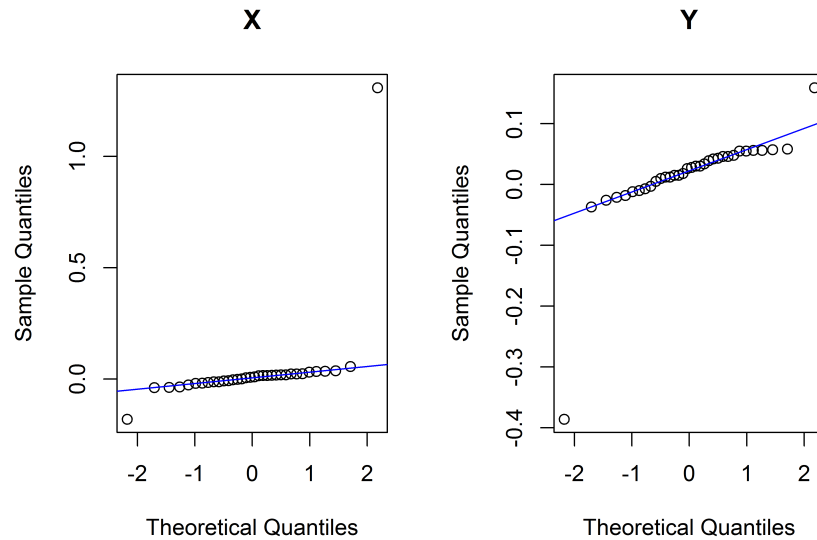 X
Sample Quantiles
1.0
0.5
0.0
-2 -1 0 1 2
Theoretical Quantiles
Y
Sample Quantiles
0.1
0.0
-0.1
-0.2
-0.3
-0.4
-2 -1 0 1 2
Theoretical Quantiles